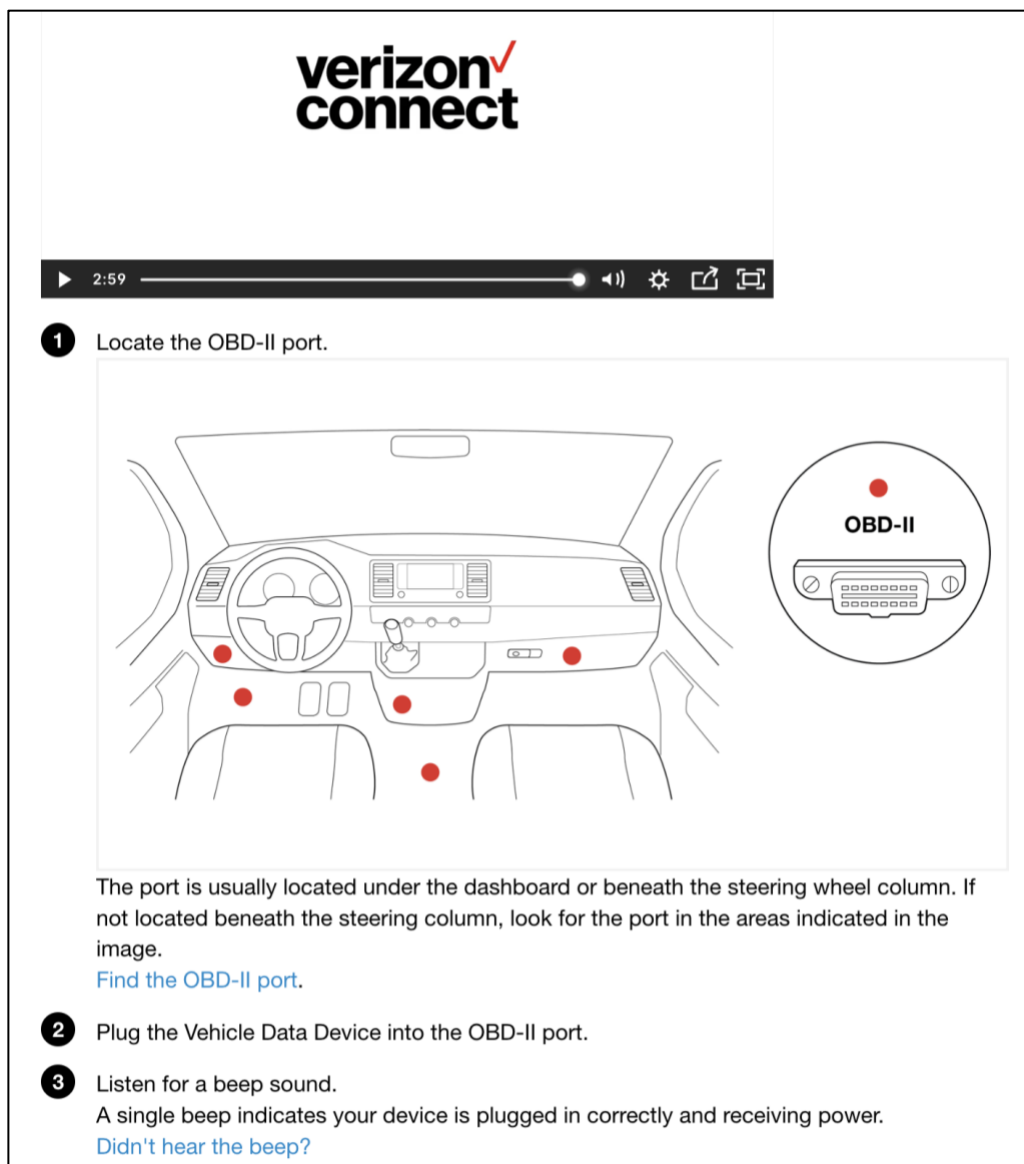 verizon✓
connect
2:59
1 Locate the OBD-II port.
OBD-II
The port is usually located under the dashboard or beneath the steering wheel column. If
not located beneath the steering column, look for the port in the areas indicated in the
image.
Find the OBD-II port.
2 Plug the Vehicle Data Device into the OBD-II port.
3 Listen for a beep sound.
A single beep indicates your device is plugged in correctly and receiving power.
Didn't hear the beep?